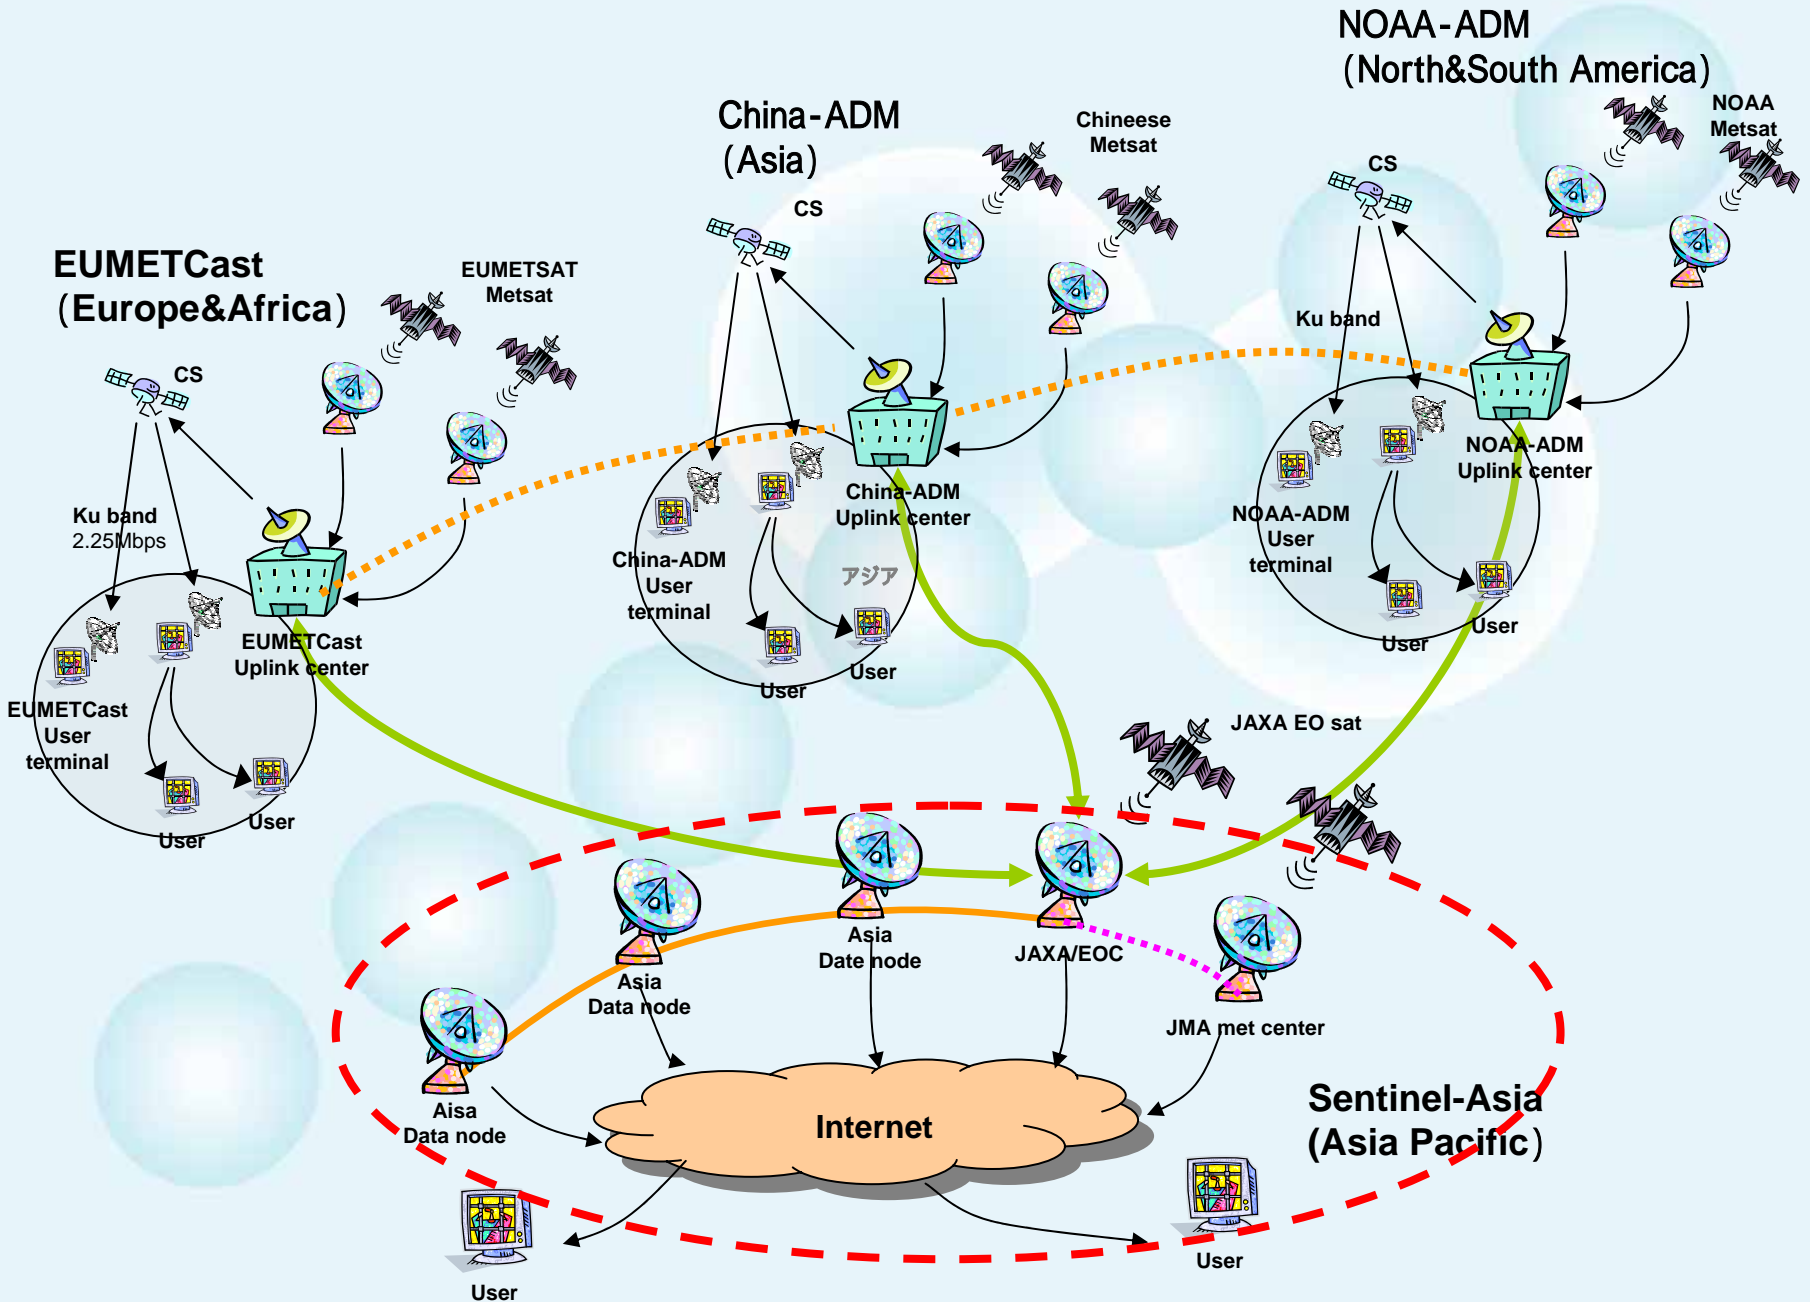 NOAA-ADM
(North&South America)
NOAA
Metsat
CS
Ku band
NOAA-ADM
Uplink center
NOAA-ADM
User
terminal
User
User
China-ADM
(Asia)
Chineese
Metsat
CS
China-ADM
Uplink center
China-ADM
User
terminal
アジア
User
User
EUMETCast
(Europe&Africa)
EUMETSAT
Metsat
CS
Ku band
2.25Mbps
EUMETCast
Uplink center
EUMETCast
User
terminal
User
User
JAXA EO sat
Asia
Date node
JAXA/EOC
Asia
Data node
JMA met center
Aisa
Data node
Internet
Sentinel-Asia
(Asia Pacific)
User
User